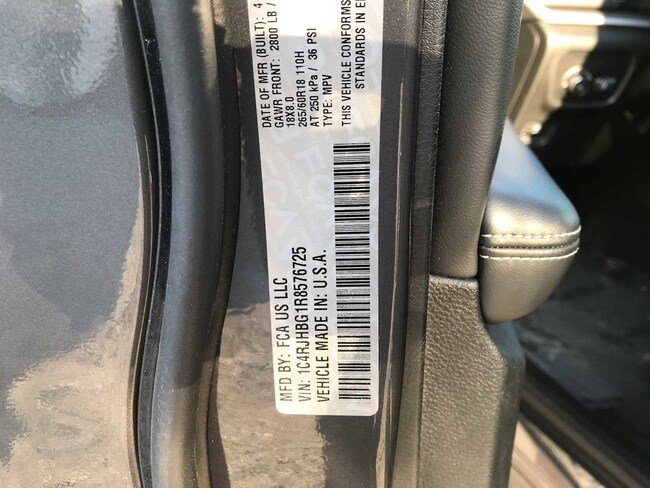 DATE OF MFR (BUILT): 4
GAWR FRONT: 2800 LB /
18X8.0
265/60R18 110H
AT 250 kPa / 36 PSI
TYPE: MPV
THIS VEHICLE CONFORMS
STANDARDS IN
MFD BY: FCA US LLC
VIN: 1C4RJHBG1R8576725
VEHICLE MADE IN: U.S.A.